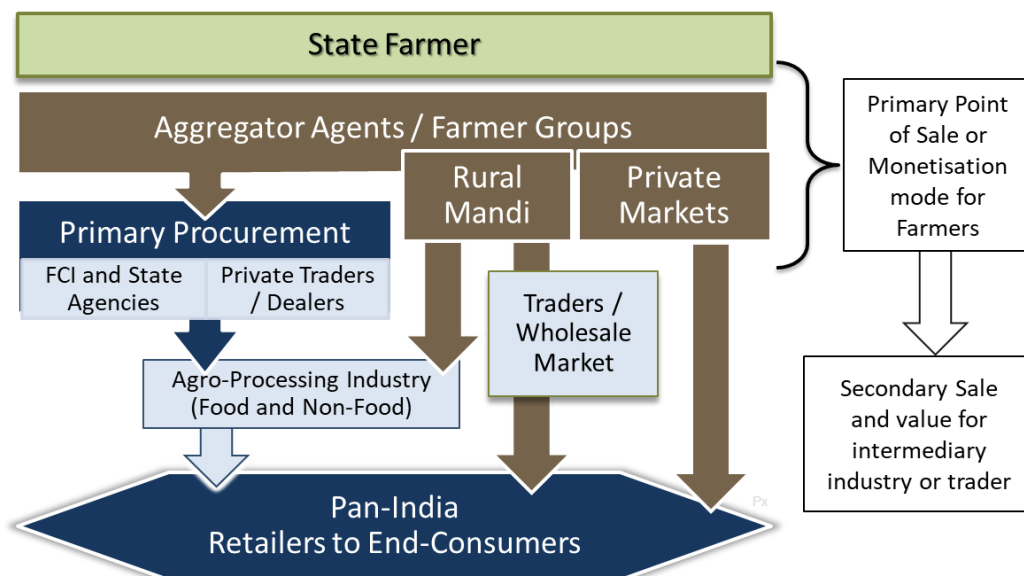 State Farmer
Aggregator Agents / Farmer Groups
Rural
Mandi
Private
Markets
Primary Procurement
FCI and State
Agencies
Private Traders
/ Dealers
Traders /
Wholesale
Market
Agro-Processing Industry
(Food and Non-Food)
Pan-India
Retailers to End-Consumers
Px
Primary Point
of Sale or
Monetisation
mode for
Farmers
Secondary Sale
and value for
intermediary
industry or trader